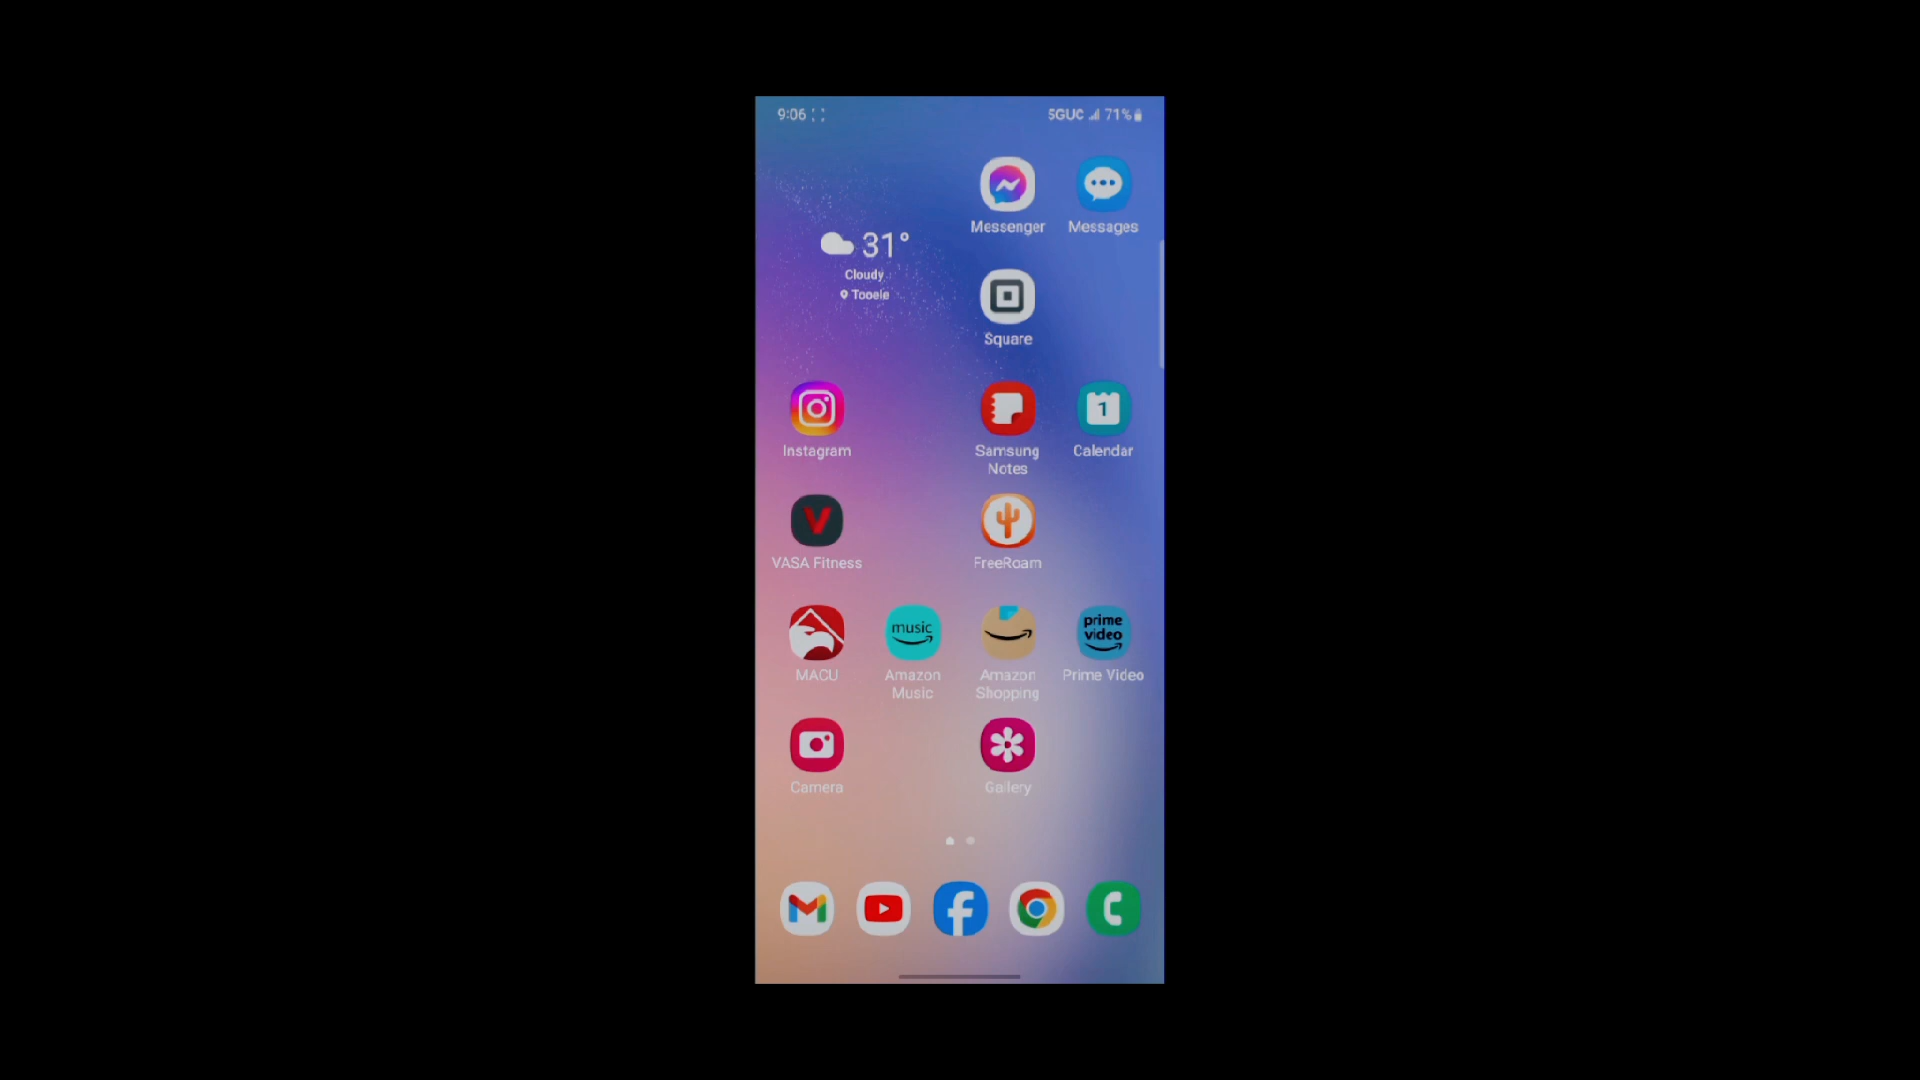 9:06
5GUC 71%
Messenger
Messages
31°
Cloudy
Tooele
Square
Instagram
Samsung
Notes
1
Calendar
VASA Fitness
FreeRoam
MACU
music
Amazon
Music
Amazon
Shopping
prime
video
Prime Video
Camera
Gallery